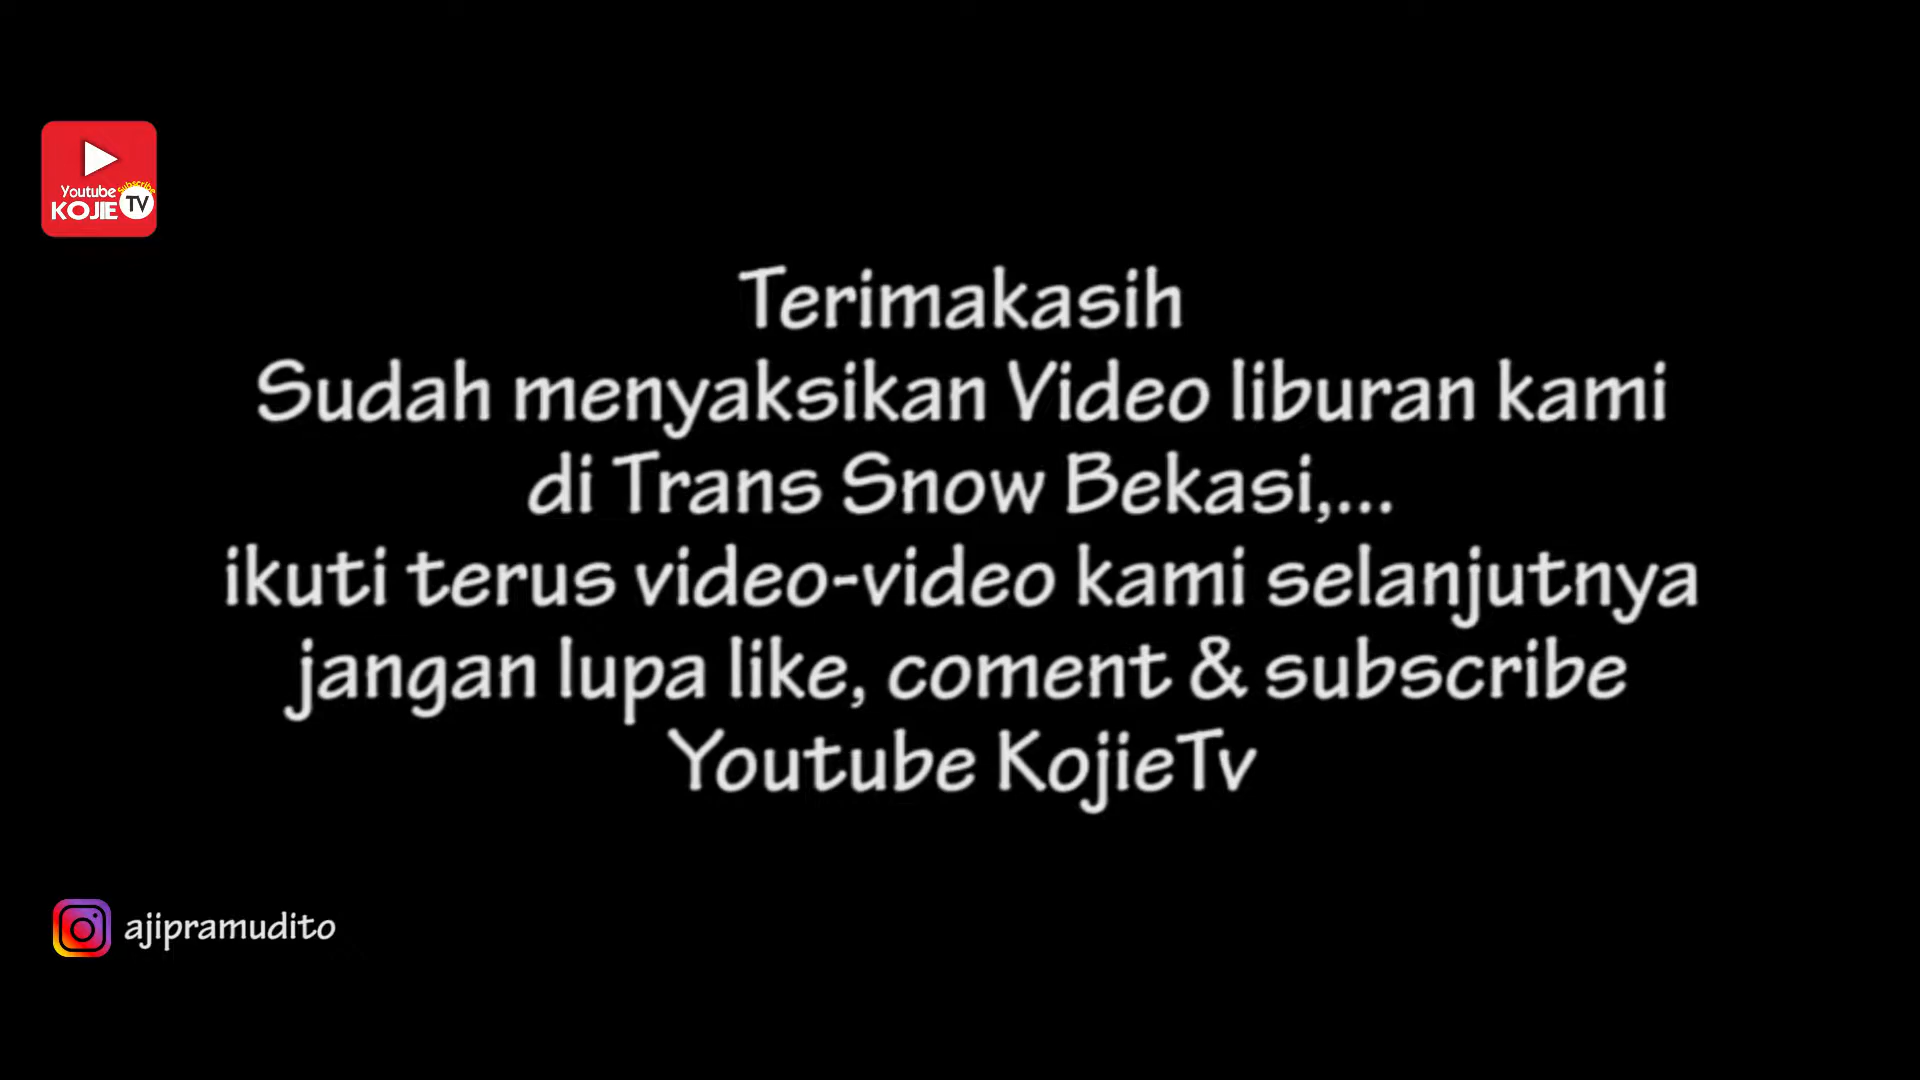 Youtube Subscribe
KOJIE TV
Terimakasih
Sudah menyaksikan Video liburan kami
di Trans Snow Bekasi,...
ikuti terus video-video kami selanjutnya
jangan lupa like, coment & subscribe
Youtube KojieTv
ajipramudito